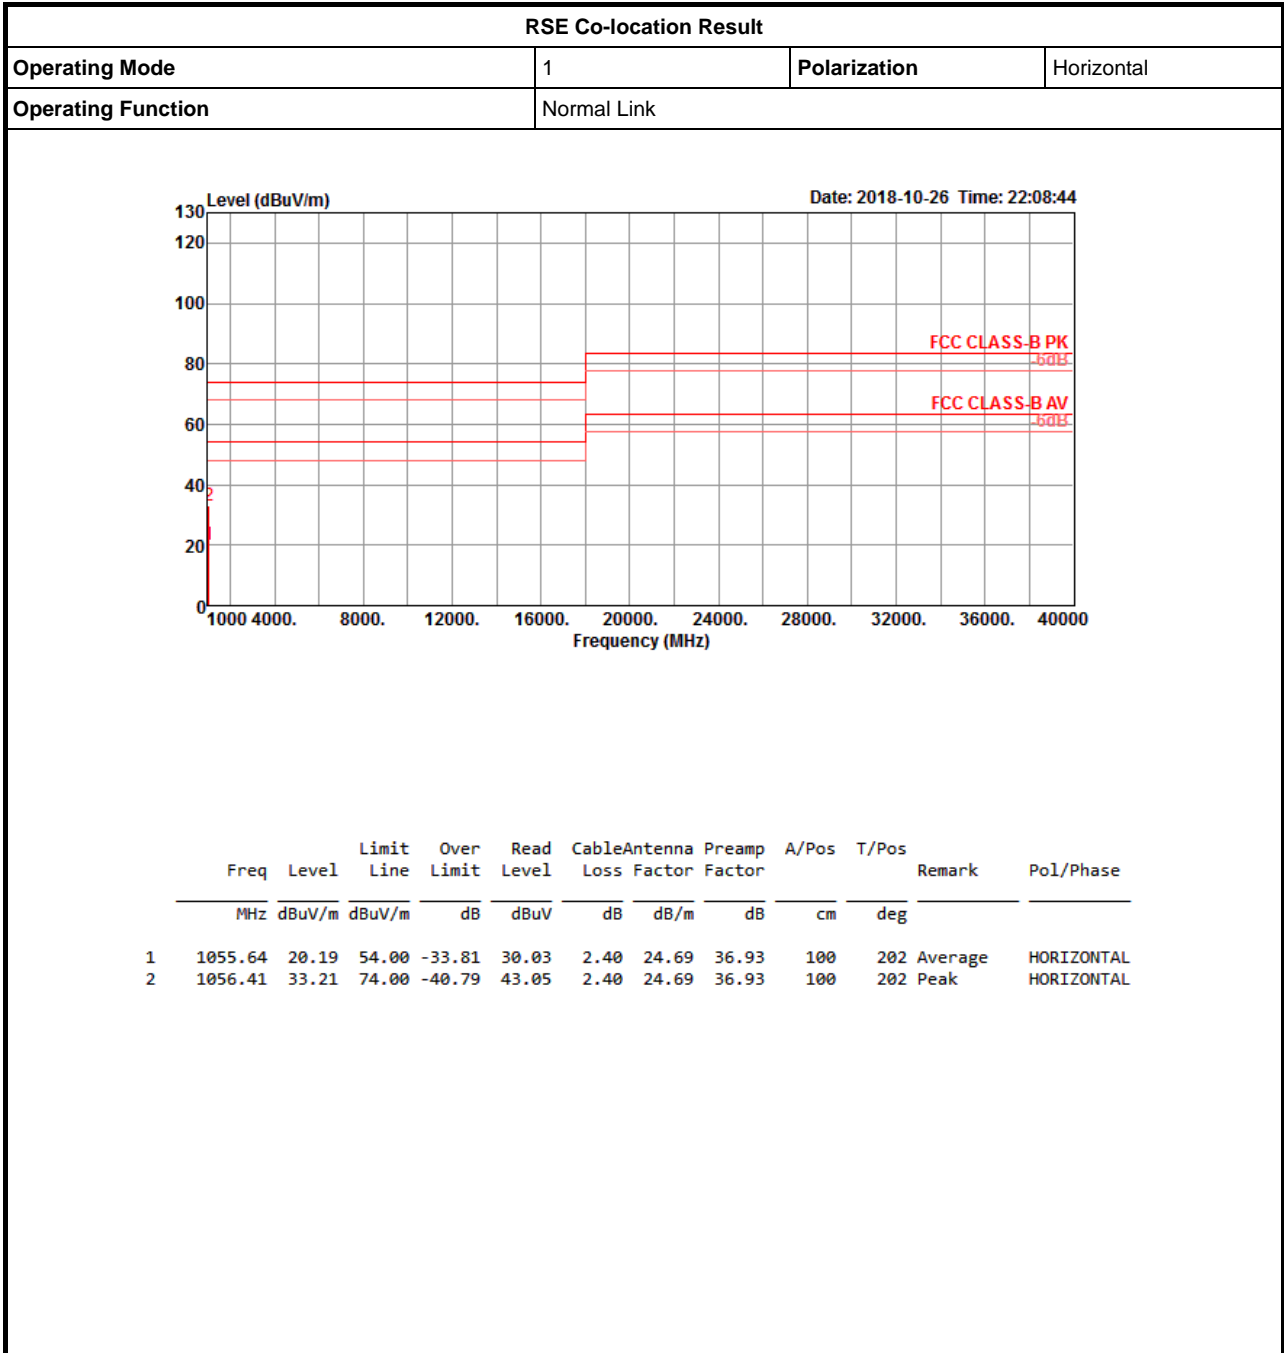 RSE Co-location Result
Operating Mode 1 Polarization Horizontal
Operating Function Normal Link
Level (dBuV/m) Date: 2018-10-26 Time: 22:08:44
130
120
100
FCC CLASS-B PK
-6dB
80
FCC CLASS-B AV
-6dB
60
40
2
1
20
0
1000 4000. 8000. 12000. 16000. 20000. 24000. 28000. 32000. 36000. 40000
Frequency (MHz)
Limit Over Read CableAntenna Preamp A/Pos T/Pos
Freq Level Line Limit Level Loss Factor Factor Remark Pol/Phase
MHz dBuV/m dBuV/m dB dBuV dB dB/m dB cm deg
1 1055.64 20.19 54.00 -33.81 30.03 2.40 24.69 36.93 100 202 Average HORIZONTAL
2 1056.41 33.21 74.00 -40.79 43.05 2.40 24.69 36.93 100 202 Peak HORIZONTAL